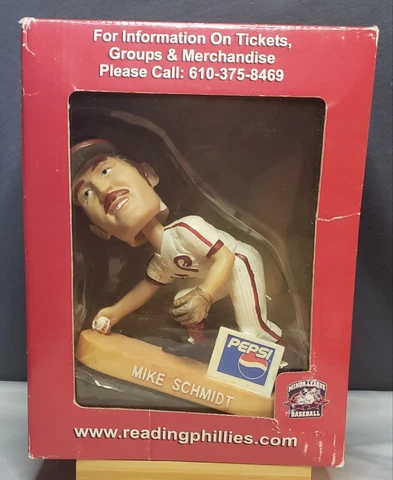 For Information On Tickets,
Groups & Merchandise
Please Call: 610-375-8469
PEPSI
MIKE SCHMIDT
MINOR LEAGUE
BASEBALL
www.readingphillies.com